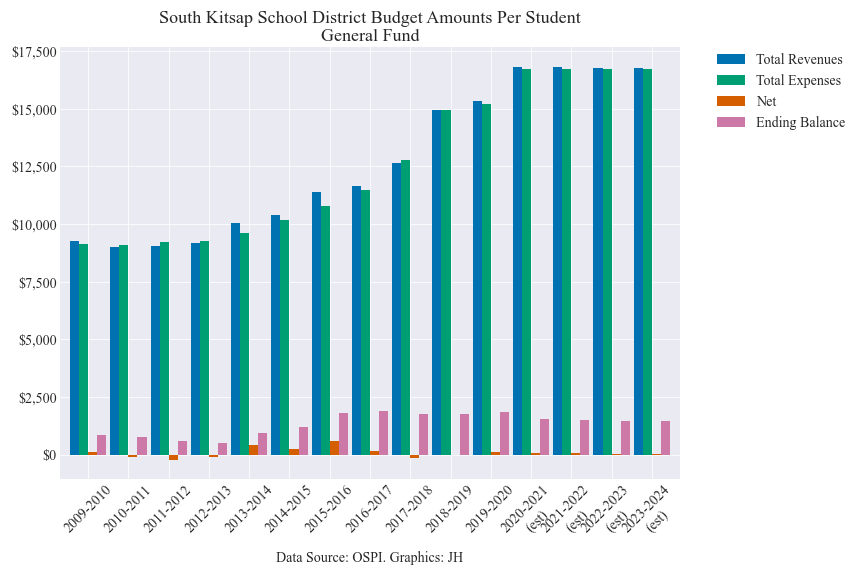 South Kitsap School District Budget Amounts Per Student
General Fund
$17,500
$15,000
$12,500
$10,000
$7,500
$5,000
$2,500
$0
Total Revenues
Total Expenses
Net
Ending Balance
2009-2010
2010-2011
2011-2012
2012-2013
2013-2014
2014-2015
2015-2016
2016-2017
2017-2018
2018-2019
2019-2020
2020-2021
(est)
2021-2022
(est)
2022-2023
(est)
2023-2024
(est)
Data Source: OSPI. Graphics: JH